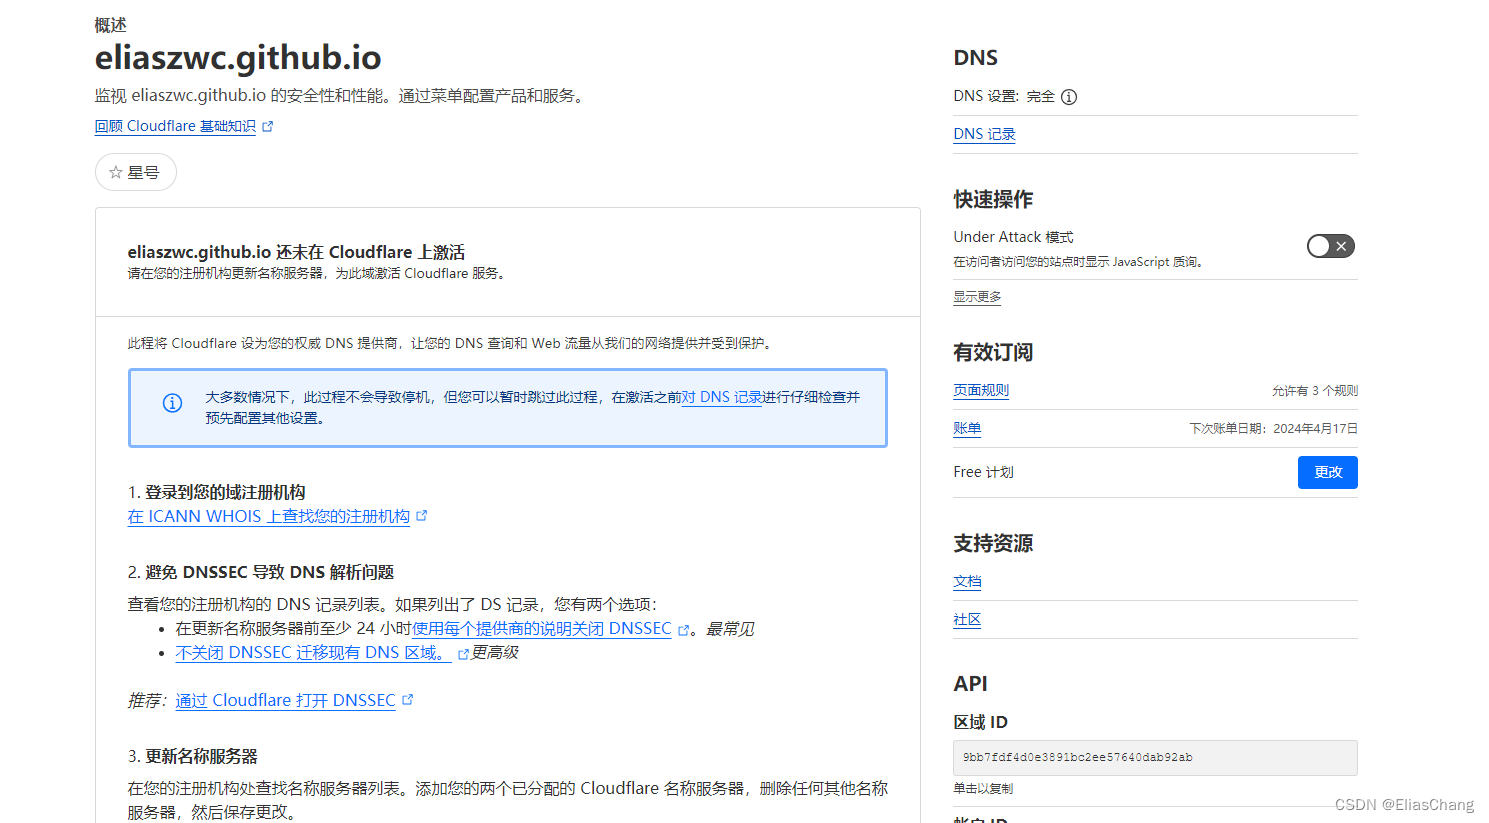 概述
eliaszwc.github.io
监视 eliaszwc.github.io 的安全性和性能。通过菜单配置产品和服务。
回顾 Cloudflare 基础知识
☆ 星号
eliaszwc.github.io 还未在 Cloudflare 上激活
请在您的注册机构更新名称服务器，为此域激活 Cloudflare 服务。
此程将 Cloudflare 设为您的权威 DNS 提供商，让您的 DNS 查询和 Web 流量从我们的网络提供并受到保护。
大多数情况下，此过程不会导致停机，但您可以暂时跳过此过程，在激活之前对 DNS 记录进行仔细检查并
预先配置其他设置。
1. 登录到您的域注册机构
在 ICANN WHOIS 上查找您的注册机构
2. 避免 DNSSEC 导致 DNS 解析问题
查看您的注册机构的 DNS 记录列表。如果列出了 DS 记录，您有两个选项：
• 在更新名称服务器前至少 24 小时使用每个提供商的说明关闭 DNSSEC 。最常见
• 不关闭 DNSSEC 迁移现有 DNS 区域。 更高级
推荐：通过 Cloudflare 打开 DNSSEC
3. 更新名称服务器
在您的注册机构处查找名称服务器列表。添加您的两个已分配的 Cloudflare 名称服务器，删除任何其他名称
服务器，然后保存更改。
DNS
DNS 设置: 完全
DNS 记录
快速操作
Under Attack 模式
在访问者访问您的站点时显示 JavaScript 质询。
显示更多
有效订阅
页面规则 允许有 3 个规则
账单 下次账单日期：2024年4月17日
Free 计划 更改
支持资源
文档
社区
API
区域 ID
9bb7fdf4d0e3891bc2ee57640dab92ab
单击以复制
帐户 ID
CSDN @EliasChang